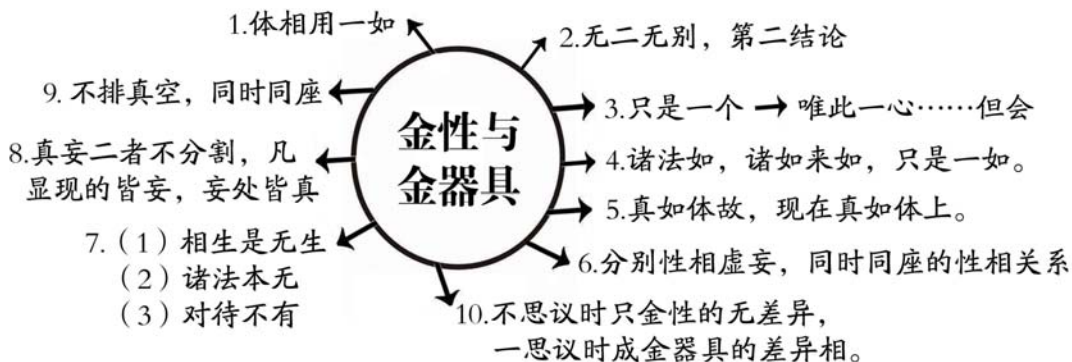 1.体相用一如
2.无二无别，第二结论
3.只是一个 → 唯此一心……但会
4.诸法如，诸如来如，只是一如。
5.真如体故，现在真如体上。
6.分别性相虚妄，同时同座的性相关系
7.（1）相生是无生
（2）诸法本无
（3）对待不有
8.真妄二者不分割，凡
显现的皆妄，妄处皆真
9. 不排真空，同时同座
10.不思议时只金性的无差异，
一思议时成金器具的差异相。
金性与
金器具